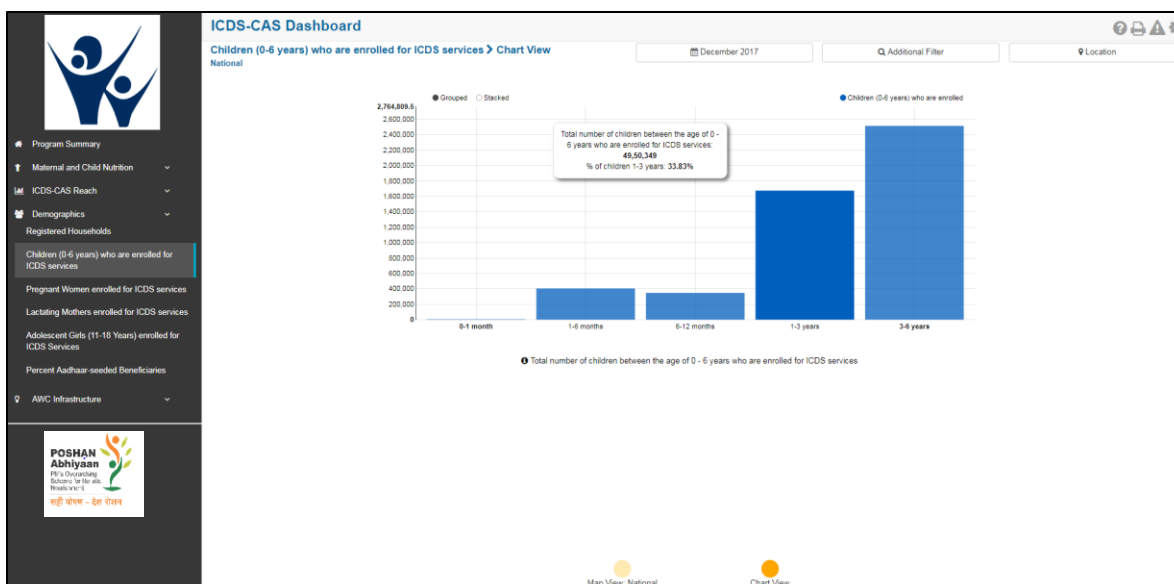 ICDS-CAS Dashboard
Children (0-6 years) who are enrolled for ICDS services > Chart View
National
December 2017
Additional Filter
Location
Program Summary
Maternal and Child Nutrition
ICDS-CAS Reach
Demographics
Registered Households
Children (0-6 years) who are enrolled for
ICDS services
Pregnant Women enrolled for ICDS services
Lactating Mothers enrolled for ICDS services
Adolescent Girls (11-18 Years) enrolled for
ICDS Services
Percent Aadhaar-seeded Beneficiaries
AWC Infrastructure
POSHAN
Abhiyaan
PM's Overarching
Scheme for Holistic
Nourishment
सही पोषण - देश रोशन
Grouped Stacked
Children (0-6 years) who are enrolled
2,764,809.5
2,600,000
2,400,000
2,200,000
2,000,000
1,800,000
1,600,000
1,400,000
1,200,000
1,000,000
800,000
600,000
400,000
200,000
0
Total number of children between the age of 0 -
6 years who are enrolled for ICDS services:
49,50,349
% of children 1-3 years: 33.83%
0-1 month 1-6 months 6-12 months 1-3 years 3-6 years
Total number of children between the age of 0 - 6 years who are enrolled for ICDS services
Map View: National
Chart View